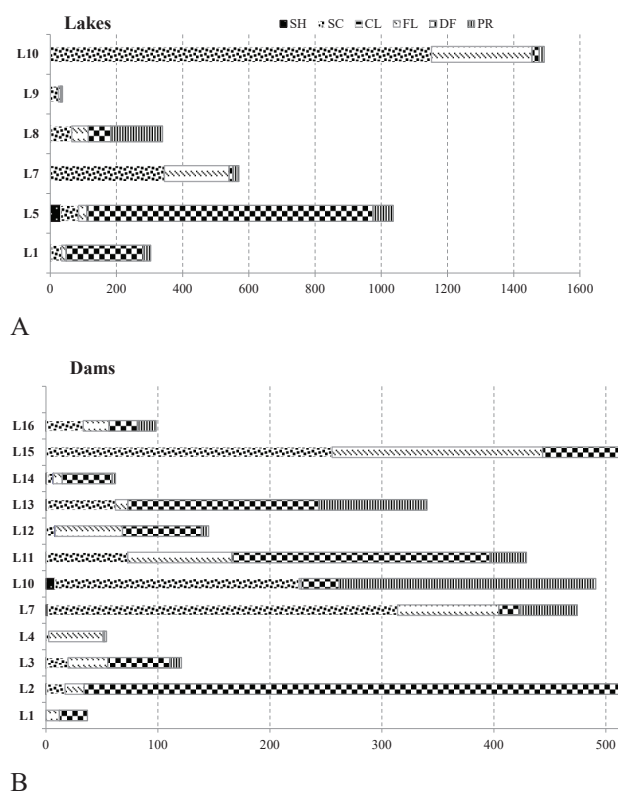 Lakes
SH SC CL FL DF PR
L10
L9
L8
L7
L5
L1
0 200 400 600 800 1000 1200 1400 1600
A
Dams
L16
L15
L14
L13
L12
L11
L10
L7
L4
L3
L2
L1
0 100 200 300 400 500
B